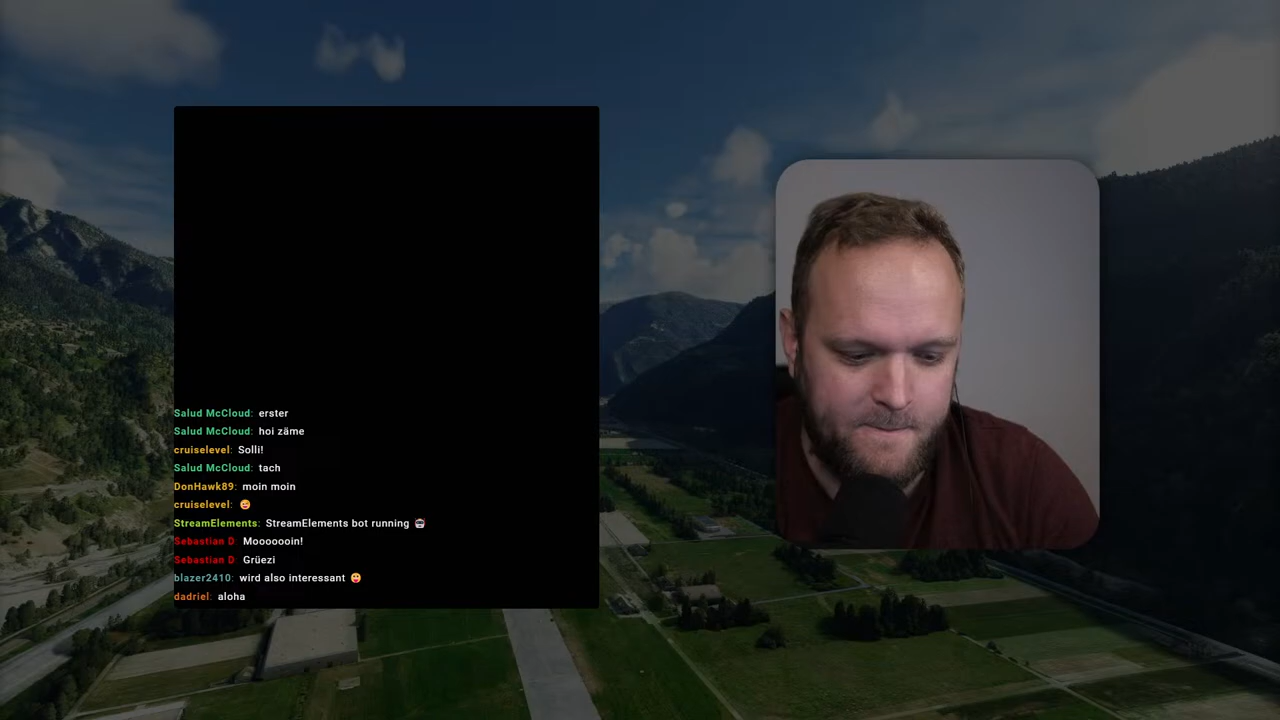 Salud McCloud: erster
Salud McCloud: hoi zäme
cruiselevel: Solli!
Salud McCloud: tach
DonHawk89: moin moin
cruiselevel: 😊
StreamElements: StreamElements bot running
Sebastian D: Mooooooin!
Sebastian D: Grüezi
blazer2410: wird also interessant 😜
dadriel: aloha